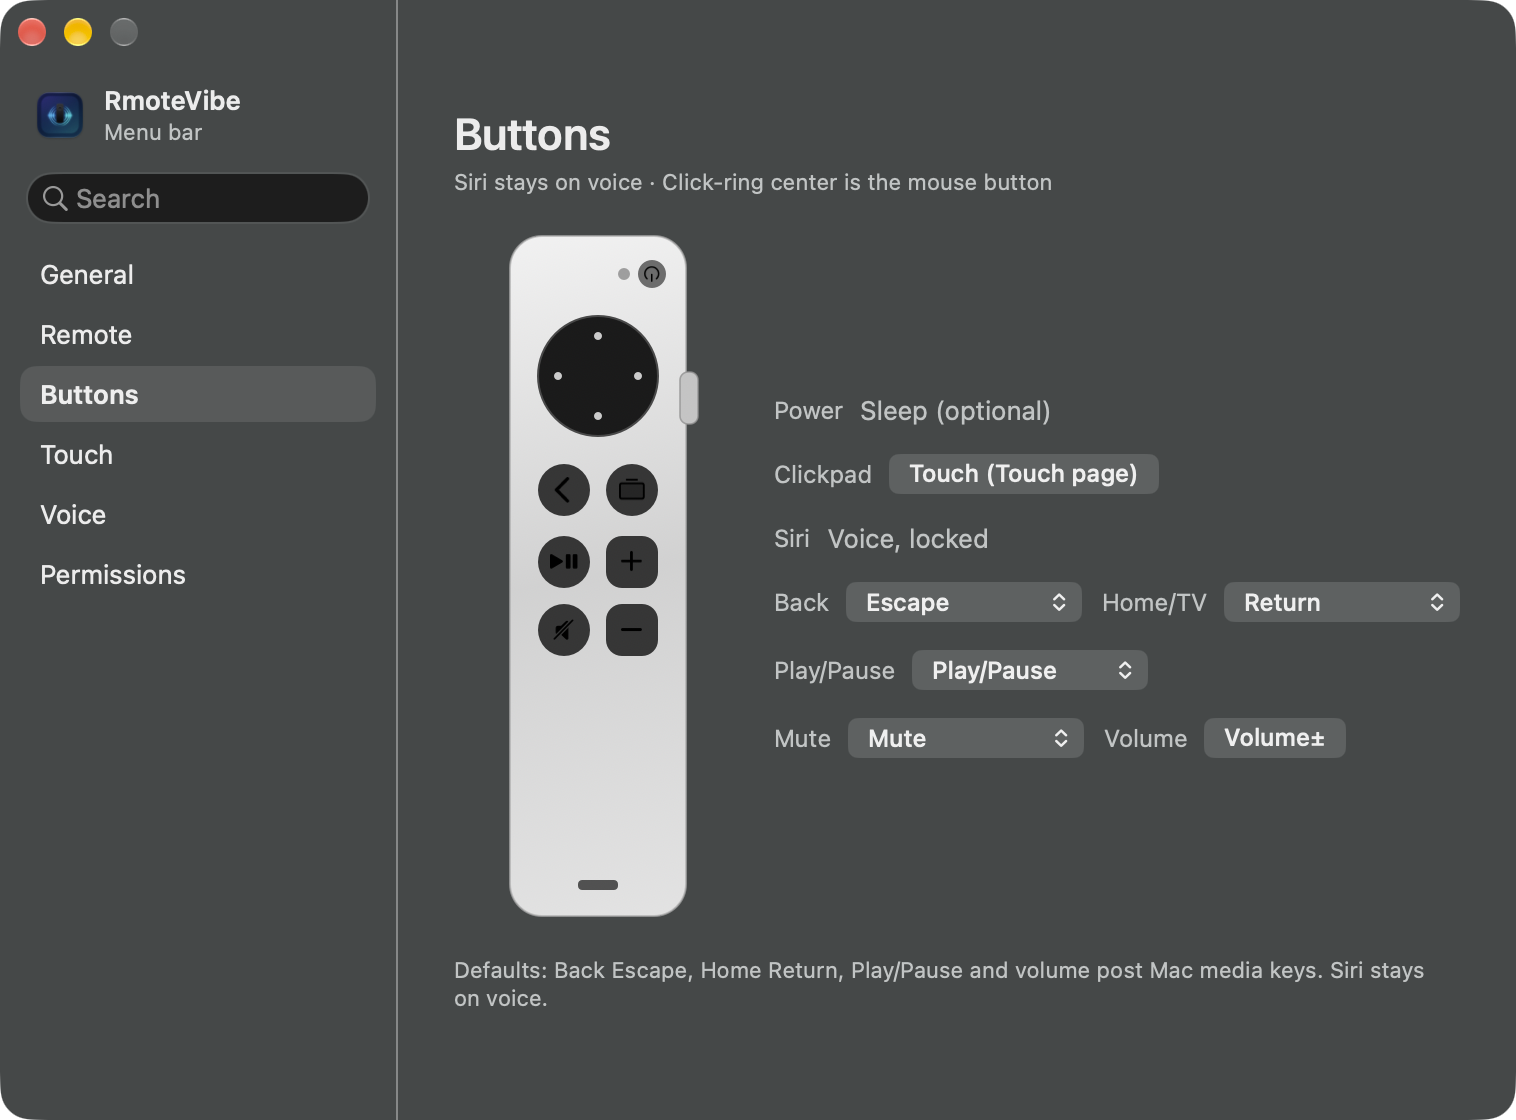 RmoteVibe
Menu bar
Search
General
Remote
Buttons
Touch
Voice
Permissions
Buttons
Siri stays on voice · Click-ring center is the mouse button
Power Sleep (optional)
Clickpad Touch (Touch page)
Siri Voice, locked
Back Escape Home/TV Return
Play/Pause Play/Pause
Mute Mute Volume Volume±
Defaults: Back Escape, Home Return, Play/Pause and volume post Mac media keys. Siri stays
on voice.